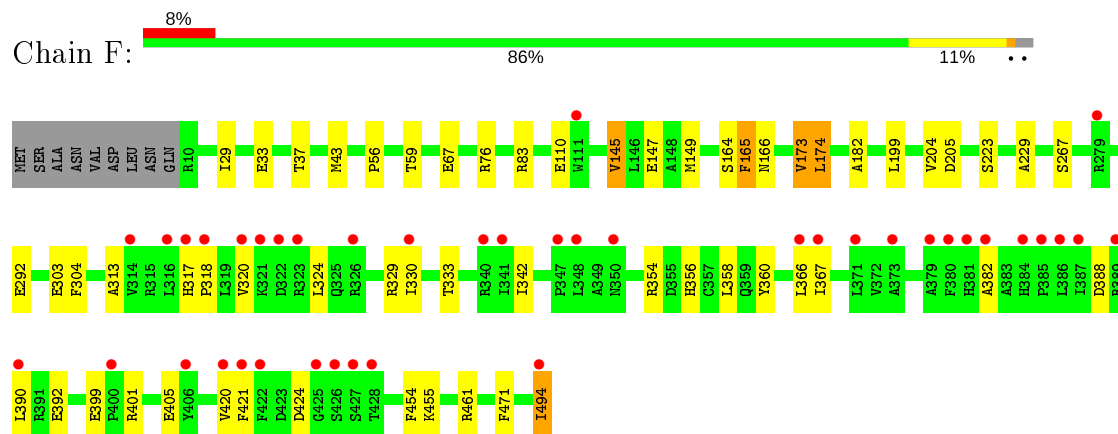 8%
Chain F:
86% 11% • •
MET SER ALA ASN VAL ASP LEU ASN GLN R10 I29 E33 T37 M43 P56 T59 E67 R76 R83 E110 W111 V145 L146 E147 A148 M149 S164 F165 N166 V173 L174 A182 L199 V204 D205 S223 A229 S267 R279
E292 E303 F304 A313 V314 R315 L316 H317 P318 L319 V320 K321 D322 R323 L324 Q325 R326 R329 I330 T333 R340 I341 I342 P347 L348 A349 N350 R354 D355 H356 C357 L358 Q359 Y360 L366 I367 L371 V372 A373 A379 F380 H381 A382 A383 H384 P385 L386 I387 D388
L390 R391 E392 E399 P400 R401 E405 Y406 V420 F421 F422 D423 D424 G425 S426 S427 T428 F454 K455 R461 F471 I494